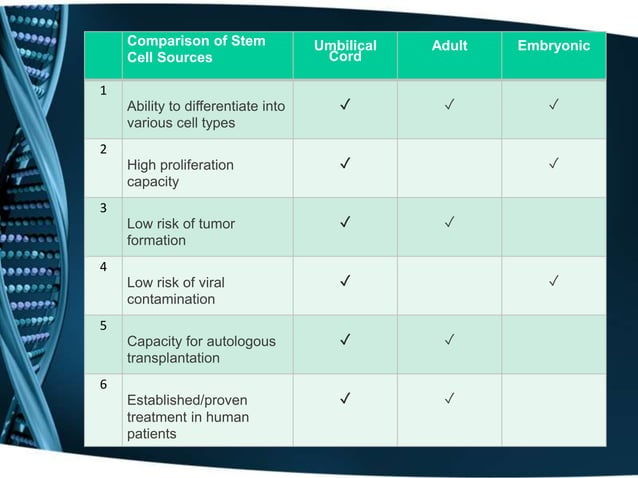 Comparison of Stem
Cell Sources
Umbilical
Cord
Adult
Embryonic
1
Ability to differentiate into
various cell types
✓ ✓ ✓
2
High proliferation
capacity
✓ ✓
3
Low risk of tumor
formation
✓ ✓
4
Low risk of viral
contamination
✓ ✓
5
Capacity for autologous
transplantation
✓ ✓
6
Established/proven
treatment in human
patients
✓ ✓